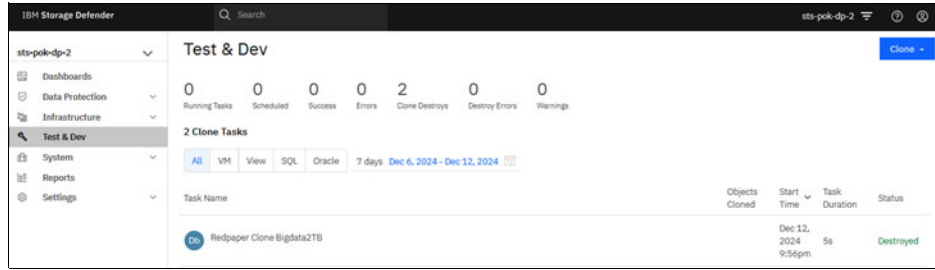 IBM Storage Defender
Search
sts-pok-dp-2
sts-pok-dp-2
Dashboards
Data Protection
Infrastructure
Test & Dev
System
Reports
Settings
Test & Dev
Clone
0 0 0 0 2 0 0
Running Tasks Scheduled Success Errors Clone Destroys Destroy Errors Warnings
2 Clone Tasks
All VM View SQL Oracle 7 days Dec 6, 2024 - Dec 12, 2024
Task Name Objects Cloned Start Time Task Duration Status
Db Redpaper Clone Bigdata2TB Dec 12, 2024 9:56pm 5s Destroyed